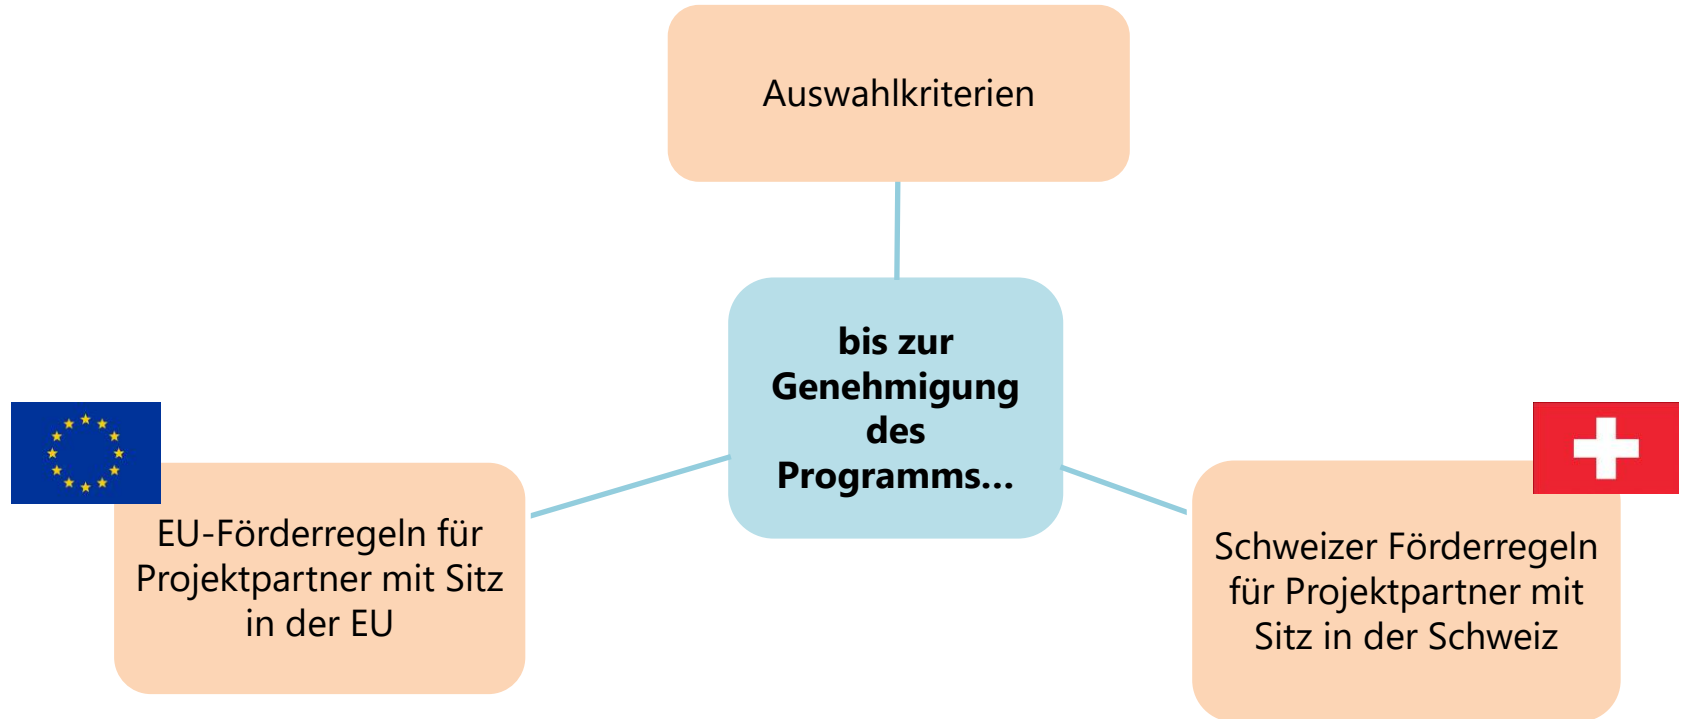 Auswahlkriterien
bis zur
Genehmigung
des
Programms...
EU-Förderregeln für
Projektpartner mit Sitz
in der EU
Schweizer Förderregeln
für Projektpartner mit
Sitz in der Schweiz